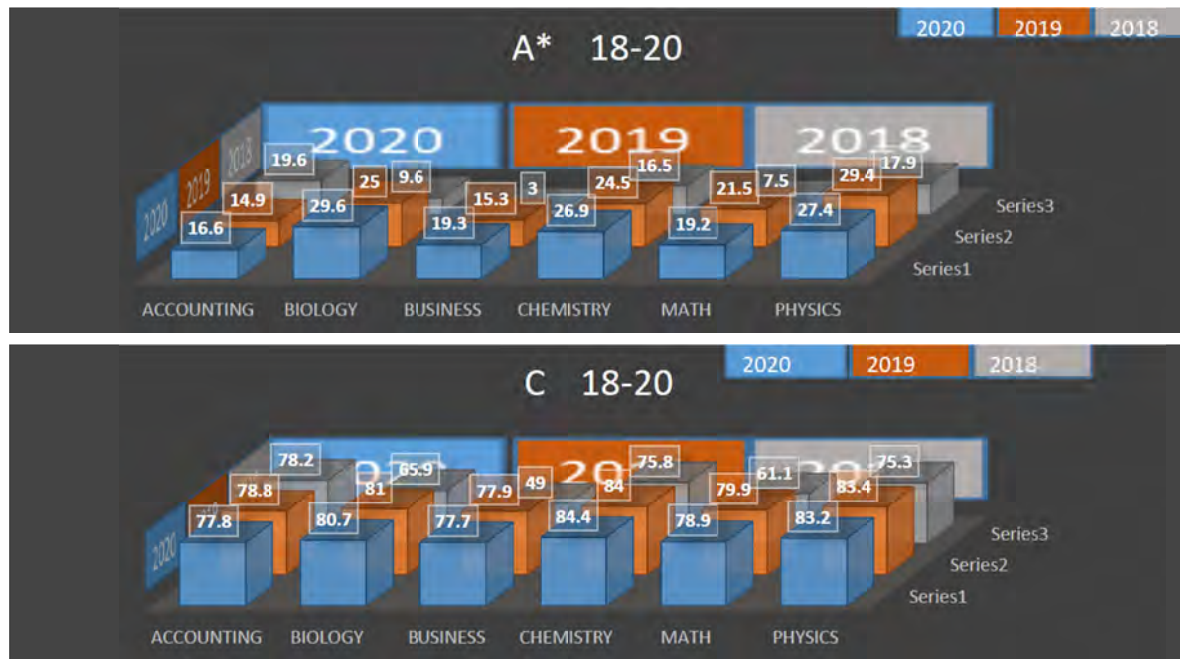 2020 2019 2018
A* 18-20
2020 2019 2018
2018
2019
2020
19.6 9.6 3 16.5 7.5 17.9
14.9 25 15.3 24.5 21.5 29.4
16.6 29.6 19.3 26.9 19.2 27.4
Series3
Series2
Series1
ACCOUNTING BIOLOGY BUSINESS CHEMISTRY MATH PHYSICS
2020 2019 2018
C 18-20
78.2 65.9 49 75.8 61.1 75.3
78.8 81 77.9 84 79.9 83.4
77.8 80.7 77.7 84.4 78.9 83.2
2020
Series3
Series2
Series1
ACCOUNTING BIOLOGY BUSINESS CHEMISTRY MATH PHYSICS